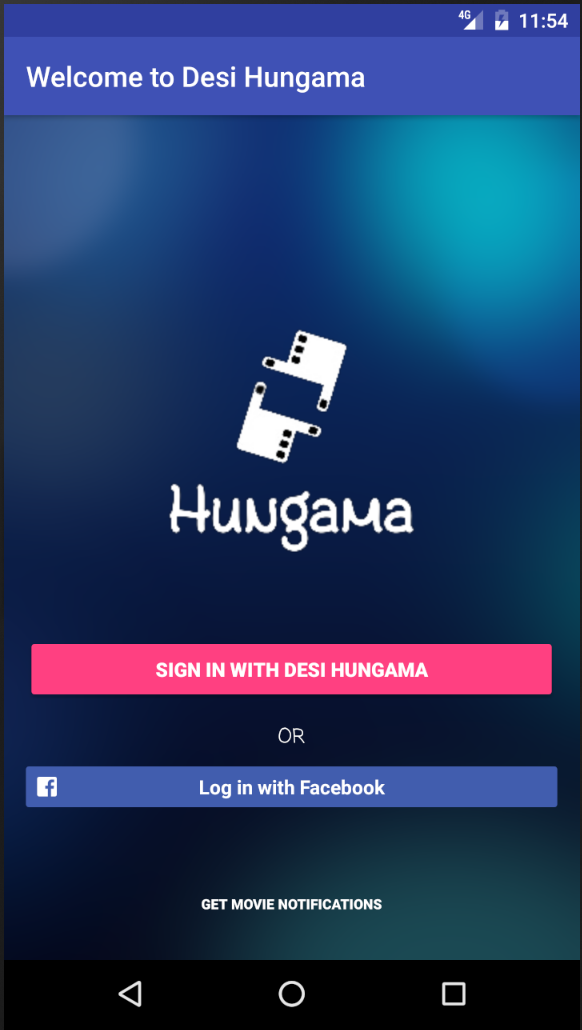 4G 11:54
Welcome to Desi Hungama
Hungama
SIGN IN WITH DESI HUNGAMA
OR
Log in with Facebook
GET MOVIE NOTIFICATIONS